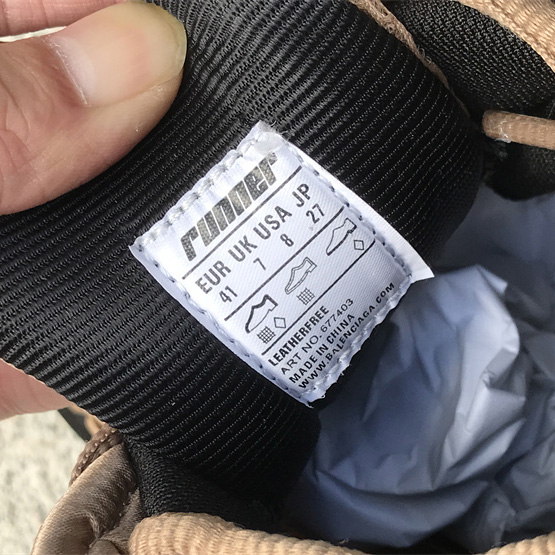 runner
EUR UK USA JP
41 7 8 27
LEATHERFREE
ART NO. 677403
MADE IN CHINA
WWW.BALENCIAGA.COM